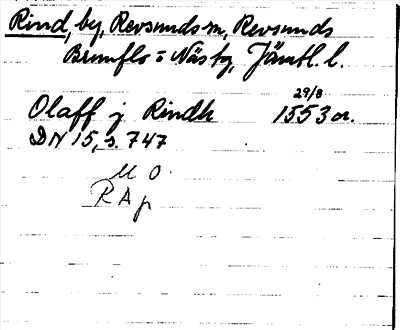 Rind, by, Revsunds sn, Revsunds
Brunflo o Näs tg, Jämtl. l.
29/8
Olaff j Rindh 1553 or.
DN 15, s. 747
M O.
RAp